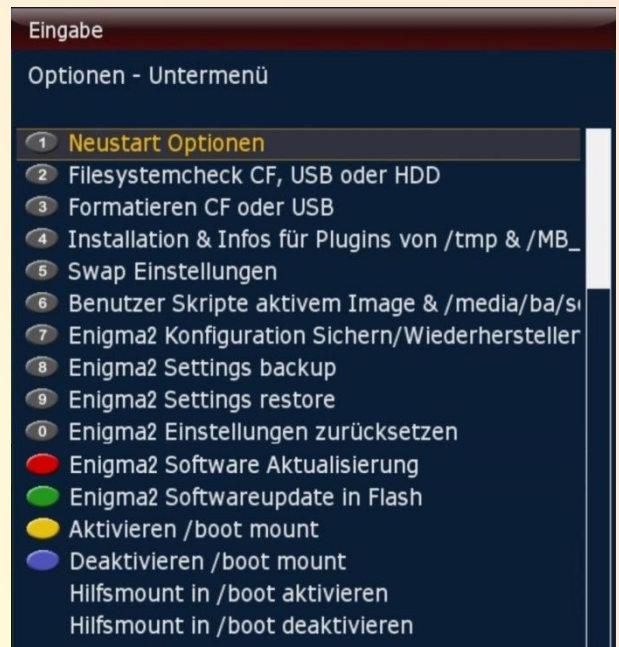 Eingabe
Optionen - Untermenü
1 Neustart Optionen
2 Filesystemcheck CF, USB oder HDD
3 Formatieren CF oder USB
4 Installation & Infos für Plugins von /tmp & /MB_
5 Swap Einstellungen
6 Benutzer Skripte aktivem Image & /media/ba/s
7 Enigma2 Konfiguration Sichern/Wiederherstellen
8 Enigma2 Settings backup
9 Enigma2 Settings restore
0 Enigma2 Einstellungen zurücksetzen
Enigma2 Software Aktualisierung
Enigma2 Softwareupdate in Flash
Aktivieren /boot mount
Deaktivieren /boot mount
Hilfsmount in /boot aktivieren
Hilfsmount in /boot deaktivieren